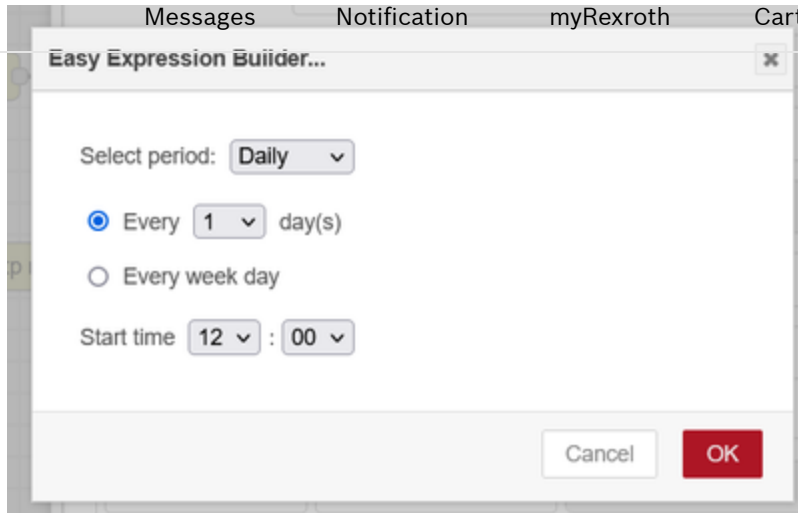 Messages Notification myRexroth Cart
Easy Expression Builder...
Select period: Daily
Every 1 day(s)
Every week day
Start time 12 : 00
Cancel OK